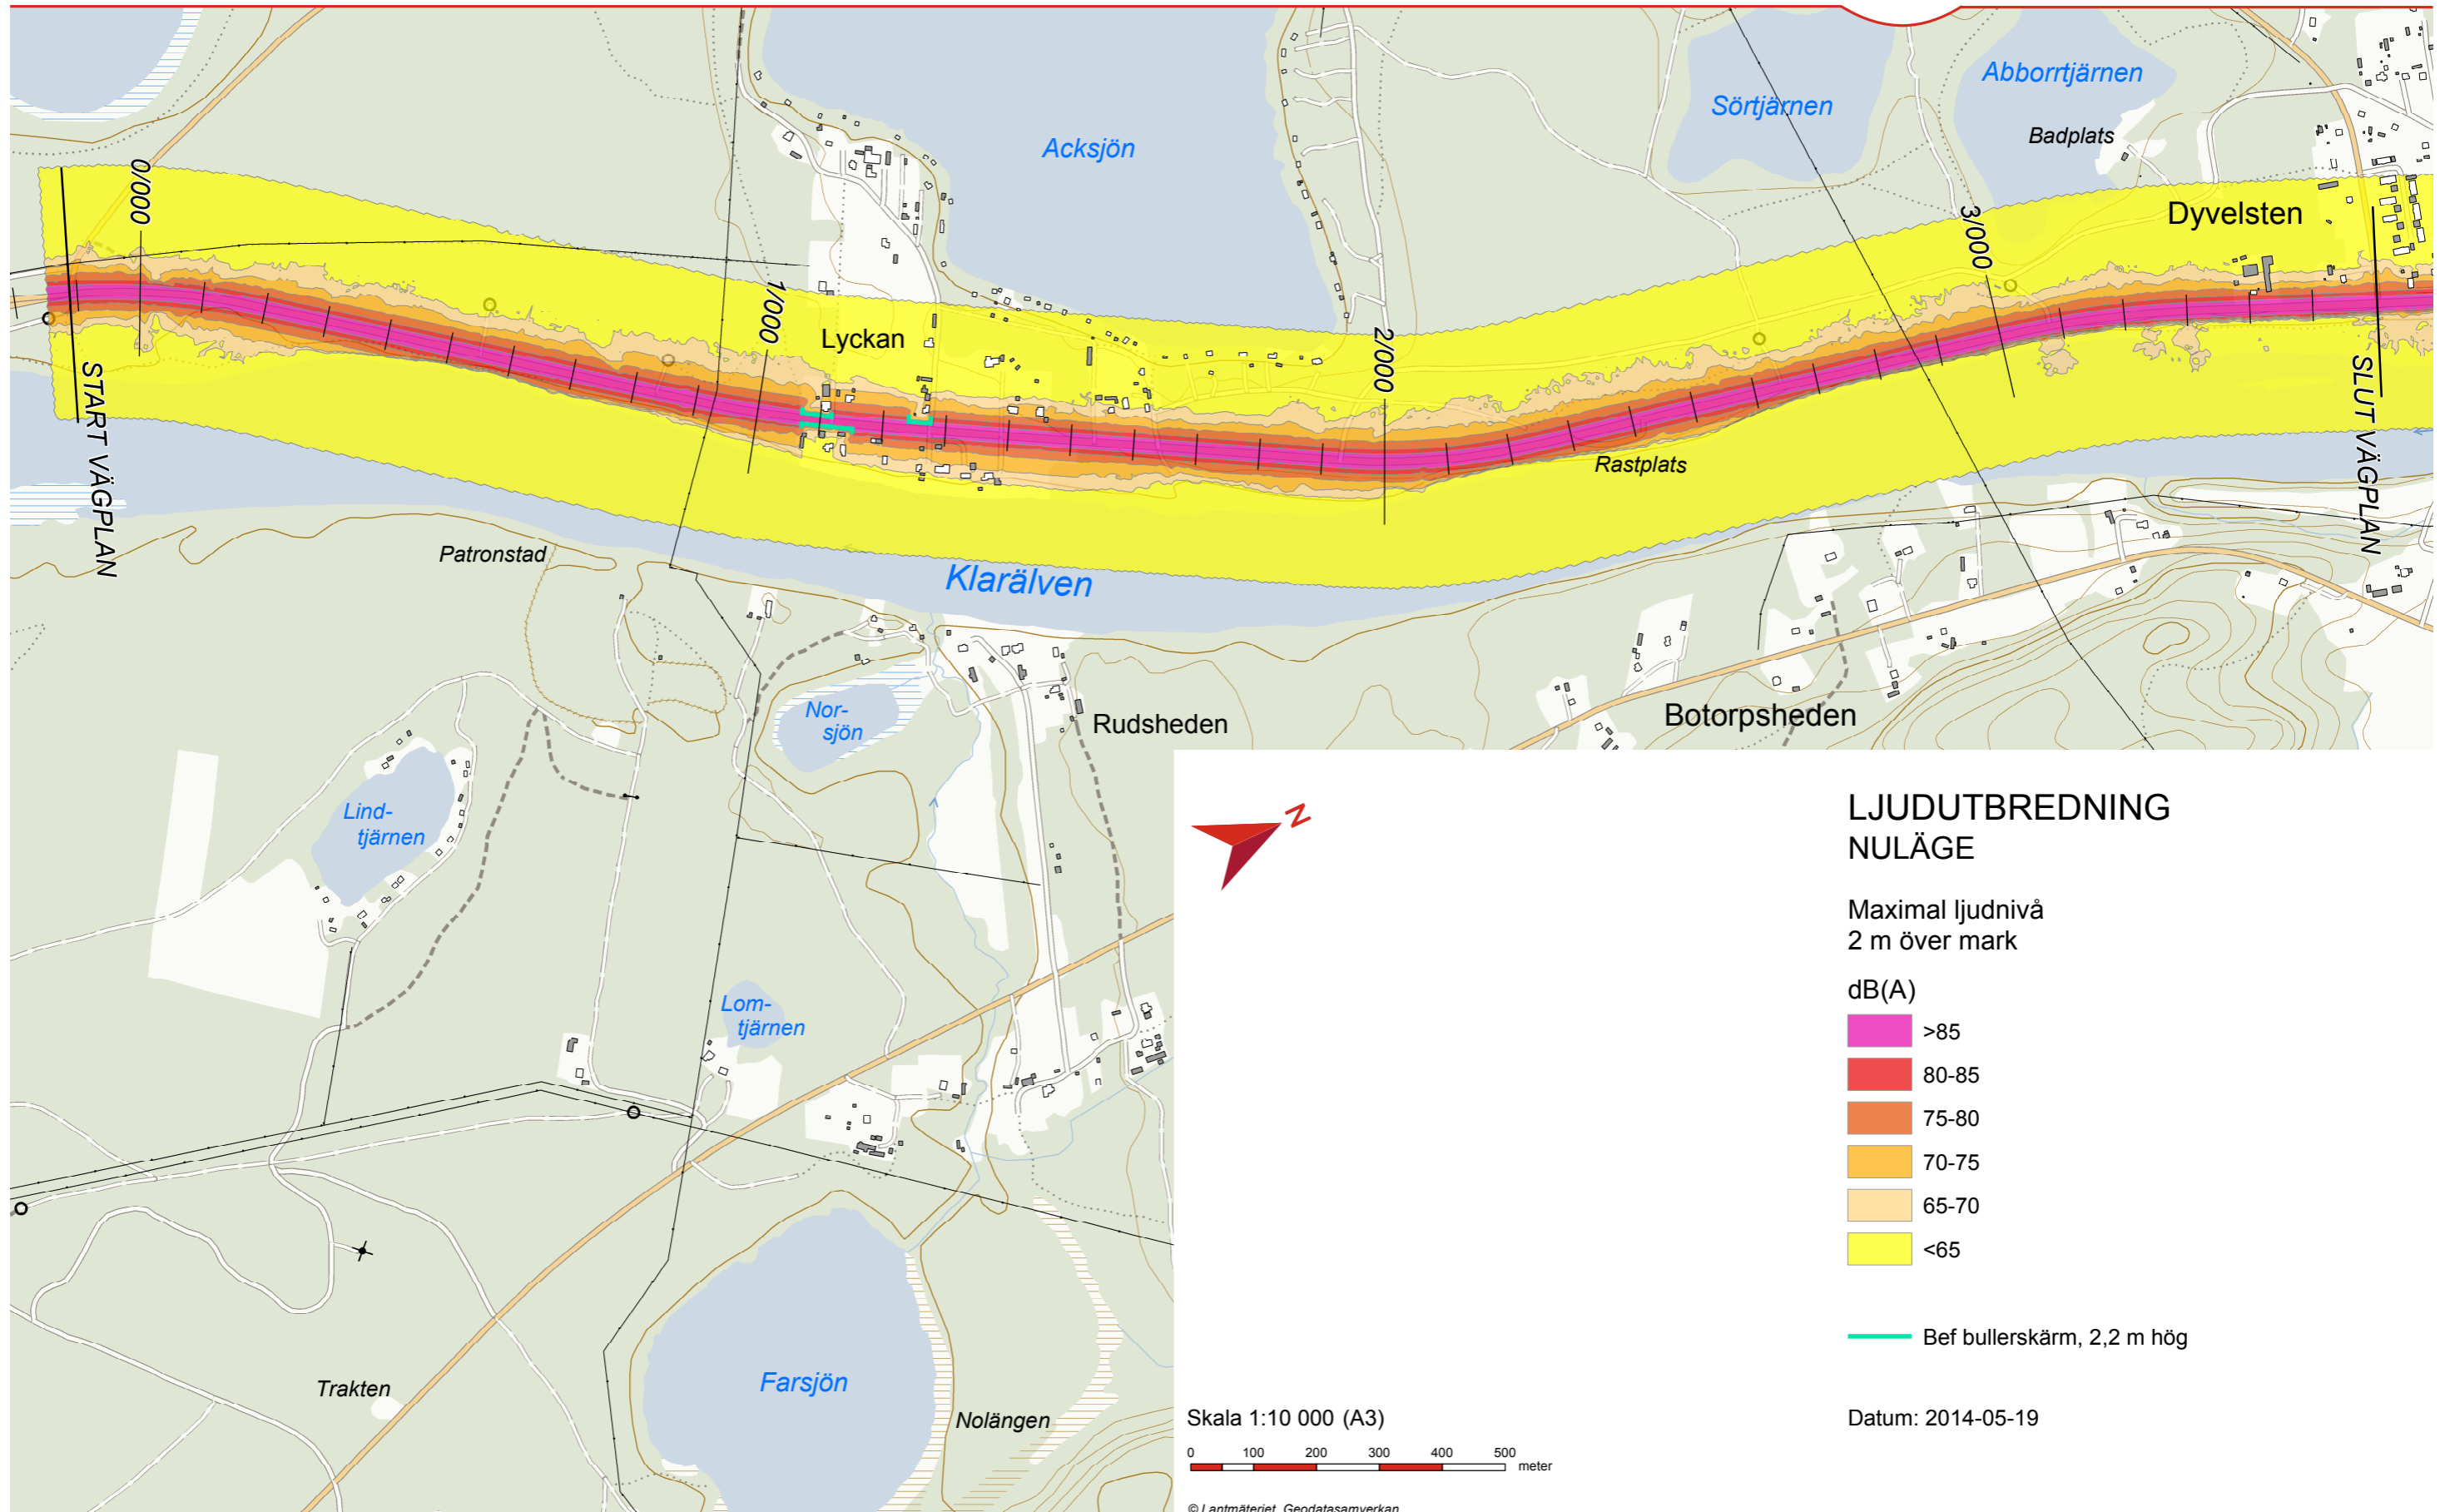 Abborrtjärnen
Sörtjärnen
Badplats
Acksjön
0/000
3/000
Dyvelsten
1/000
Lyckan
2/000
START VÄGPLAN
SLUT VÄGPLAN
Rastplats
Patronstad
Klarälven
Nor-
sjön
Rudsheden
Botorpsheden
Lind-
tjärnen
N
LJUDUTBREDNING
NULÄGE
Maximal ljudnivå
2 m över mark
dB(A)
>85
80-85
75-80
70-75
65-70
<65
Bef bullerskärm, 2,2 m hög
Datum: 2014-05-19
Lom-
tjärnen
Farsjön
Trakten
Nolängen
Skala 1:10 000 (A3)
0 100 200 300 400 500
meter
© Lantmäteriet, Geodatasamverkan